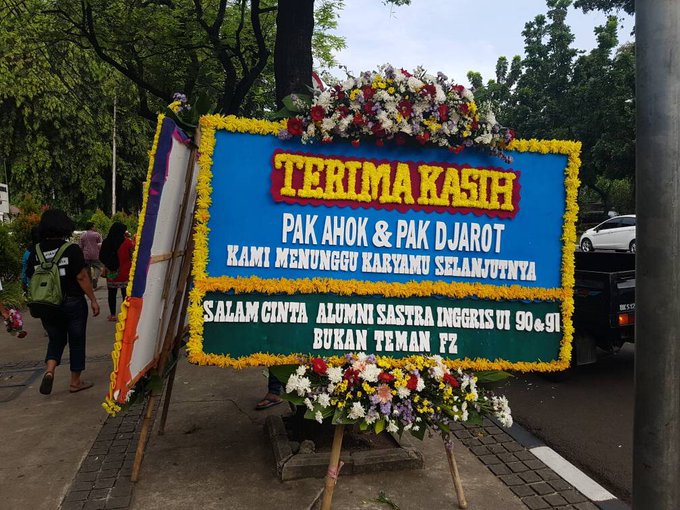 TERIMA KASIH
PAK AHOK & PAK DJAROT
KAMI MENUNGGU KARYAMU SELANJUTNYA
SALAM CINTA ALUMNI SASTRA INGGRIS UI 90 & 91
BUKAN TEMAN FZ